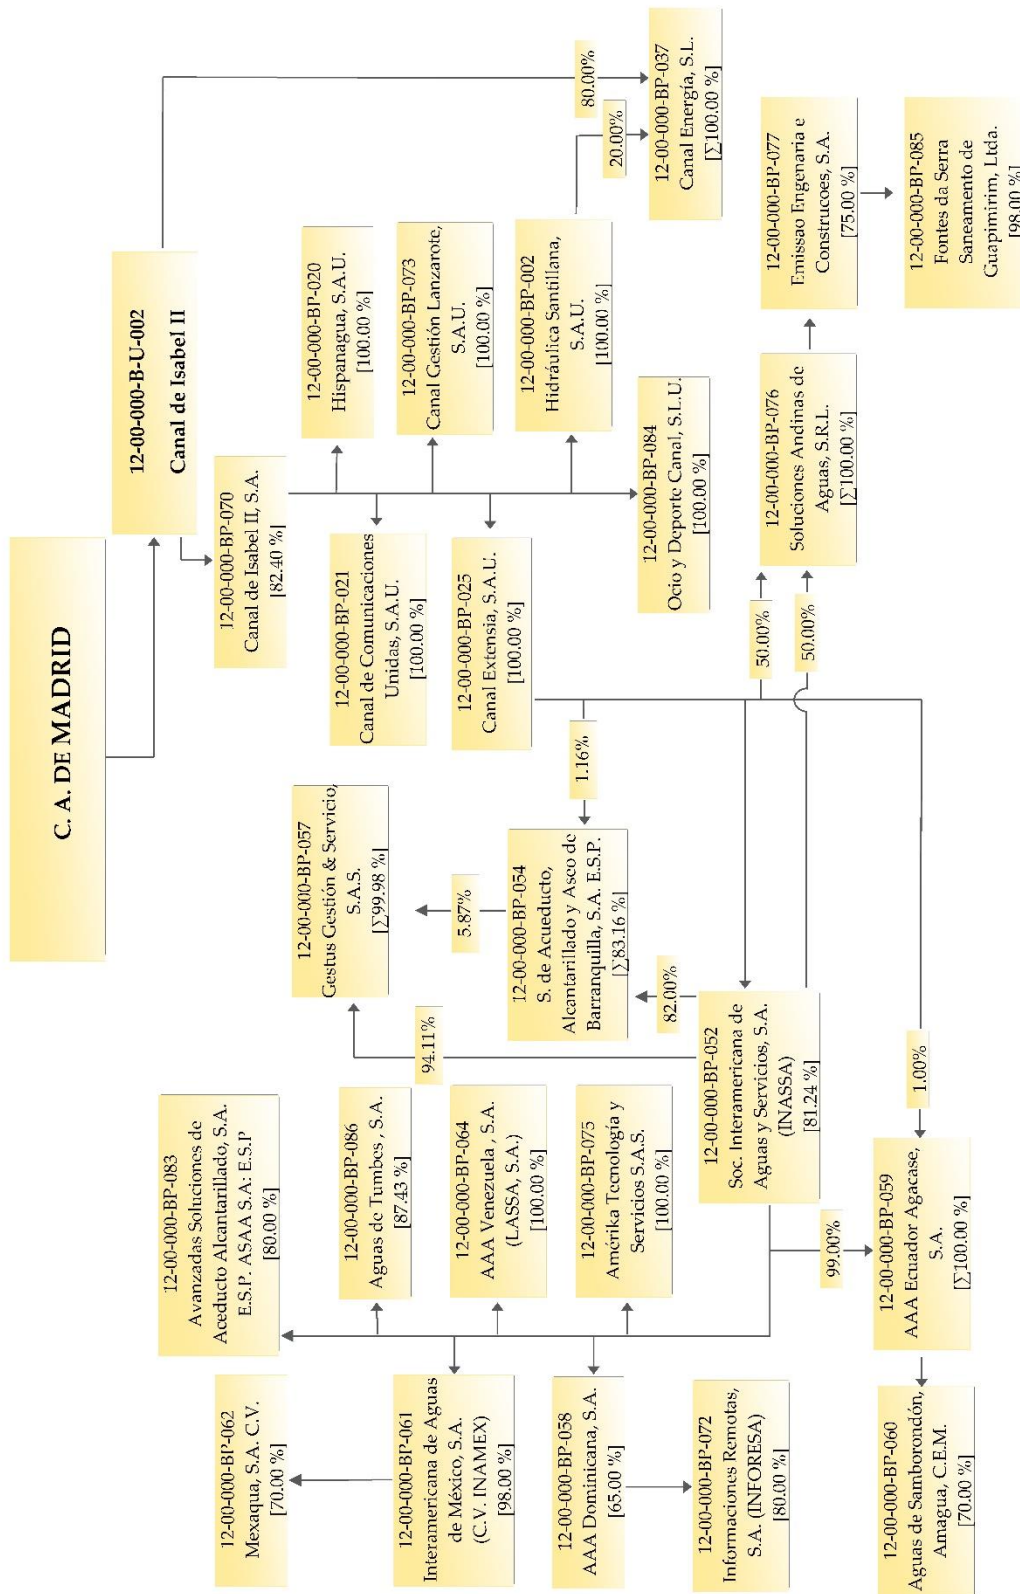 C. A. DE MADRID
12-00-000-B-U-002
Canal de Isabel II
12-00-000-BP-070
Canal de Isabel II, S.A.
[82.40 %]
80.00%
12-00-000-BP-020
Hispanagua, S.A.U.
[100.00 %]
12-00-000-BP-021
Canal de Comunicaciones
Unidas, S.A.U.
[100.00 %]
12-00-000-BP-073
Canal Gestión Lanzarote,
S.A.U.
[100.00 %]
12-00-000-BP-025
Canal Extensia, S.A.U.
[100.00 %]
12-00-000-BP-002
Hidráulica Santillana,
S.A.U.
[100.00 %]
20.00%
12-00-000-BP-037
Canal Energía, S.L.
[∑100.00 %]
12-00-000-BP-084
Ocio y Deporte Canal, S.L.U.
[100.00 %]
12-00-000-BP-057
Gestus Gestión & Servicio,
S.A.S.
[∑99.98 %]
5.87%
94.11%
12-00-000-BP-054
S. de Acueducto,
Alcantarillado y Aseo de
Barranquilla, S.A. E.S.P.
[∑83.16 %]
1.16%
82.00%
12-00-000-BP-052
Soc. Interamericana de
Aguas y Servicios, S.A.
(INASSA)
[81.24 %]
50.00%
50.00%
12-00-000-BP-076
Soluciones Andinas de
Aguas, S.R.L.
[∑100.00 %]
12-00-000-BP-077
Emissao Engenaria e
Construcoes, S.A.
[75.00 %]
12-00-000-BP-085
Fontes da Serra
Saneamento de
Guapimirim, Ltda.
[98.00 %]
12-00-000-BP-083
Avanzadas Soluciones de
Aceducto Alcantarillado, S.A.
E.S.P. ASAA S.A: E.S.P
[80.00 %]
12-00-000-BP-086
Aguas de Tumbes , S.A.
[87.43 %]
12-00-000-BP-064
AAA Venezuela , S.A.
(LASSA, S.A.)
[100.00 %]
12-00-000-BP-075
Amérika Tecnología y
Servicios S.A.S.
[100.00 %]
12-00-000-BP-062
Mexaqua, S.A. C.V.
[70.00 %]
12-00-000-BP-061
Interamericana de Aguas
de México, S.A.
(C.V. INAMEX)
[98.00 %]
12-00-000-BP-058
AAA Dominicana, S.A.
[65.00 %]
12-00-000-BP-072
Informaciones Remotas,
S.A. (INFORESA)
[80.00 %]
99.00%
1.00%
12-00-000-BP-059
AAA Ecuador Agacase,
S.A.
[∑100.00 %]
12-00-000-BP-060
Aguas de Samborondón,
Amagua, C.E.M.
[70.00 %]